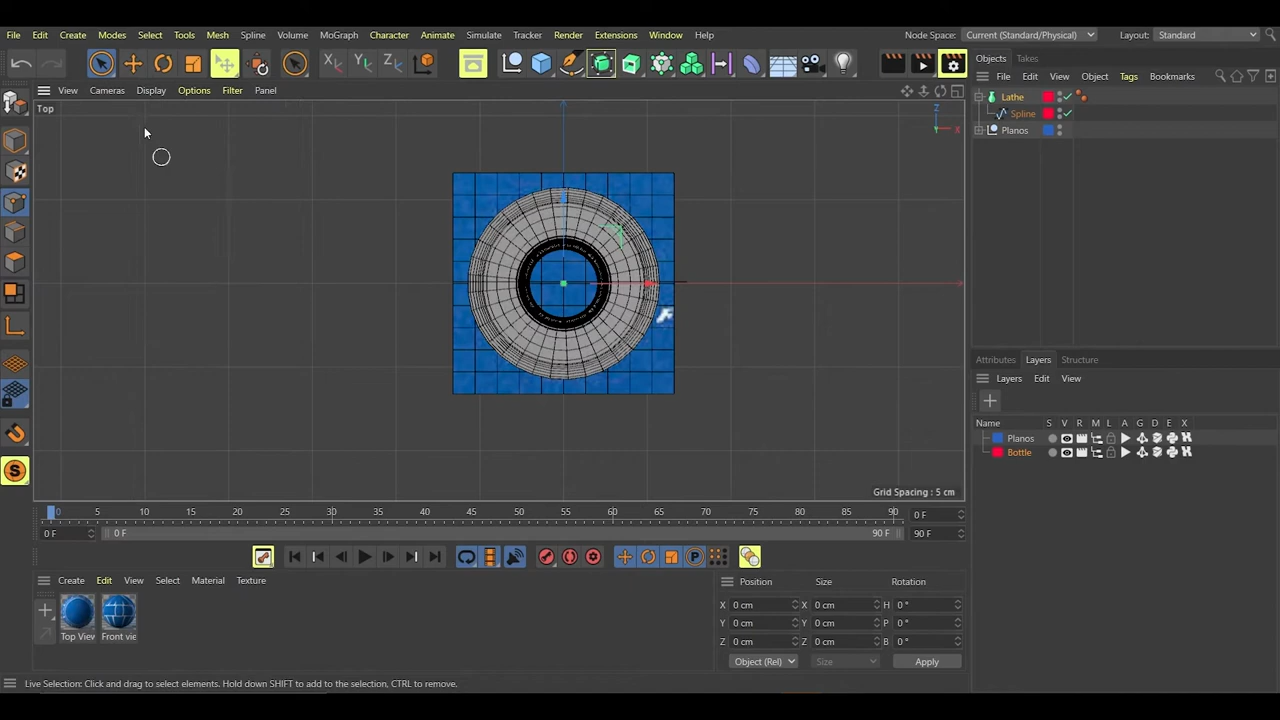 File Edit Create Modes Select Tools Mesh Spline Volume MoGraph Character Animate Simulate Tracker Render Extensions Window Help Node Space: Current (Standard/Physical) Layout: Standard
X Y Z
Objects Takes
File Edit View Object Tags Bookmarks
View Cameras Display Options Filter Panel
Lathe
Top
Z
Spline
X
Planos
Attributes Layers Structure
Layers Edit View
Name S V R M L A G D E X
Planos
Bottle
S
Grid Spacing : 5 cm
0 5 10 15 20 25 30 35 40 45 50 55 60 65 70 75 80 85 90 0 F
0 F 0 F 90 F 90 F
P
Create Edit View Select Material Texture
Position Size Rotation
X 0 cm X 0 cm H 0 °
Y 0 cm Y 0 cm P 0 °
Z 0 cm Z 0 cm B 0 °
Top View Front vie
Object (Rel) Size Apply
Live Selection: Click and drag to select elements. Hold down SHIFT to add to the selection, CTRL to remove.